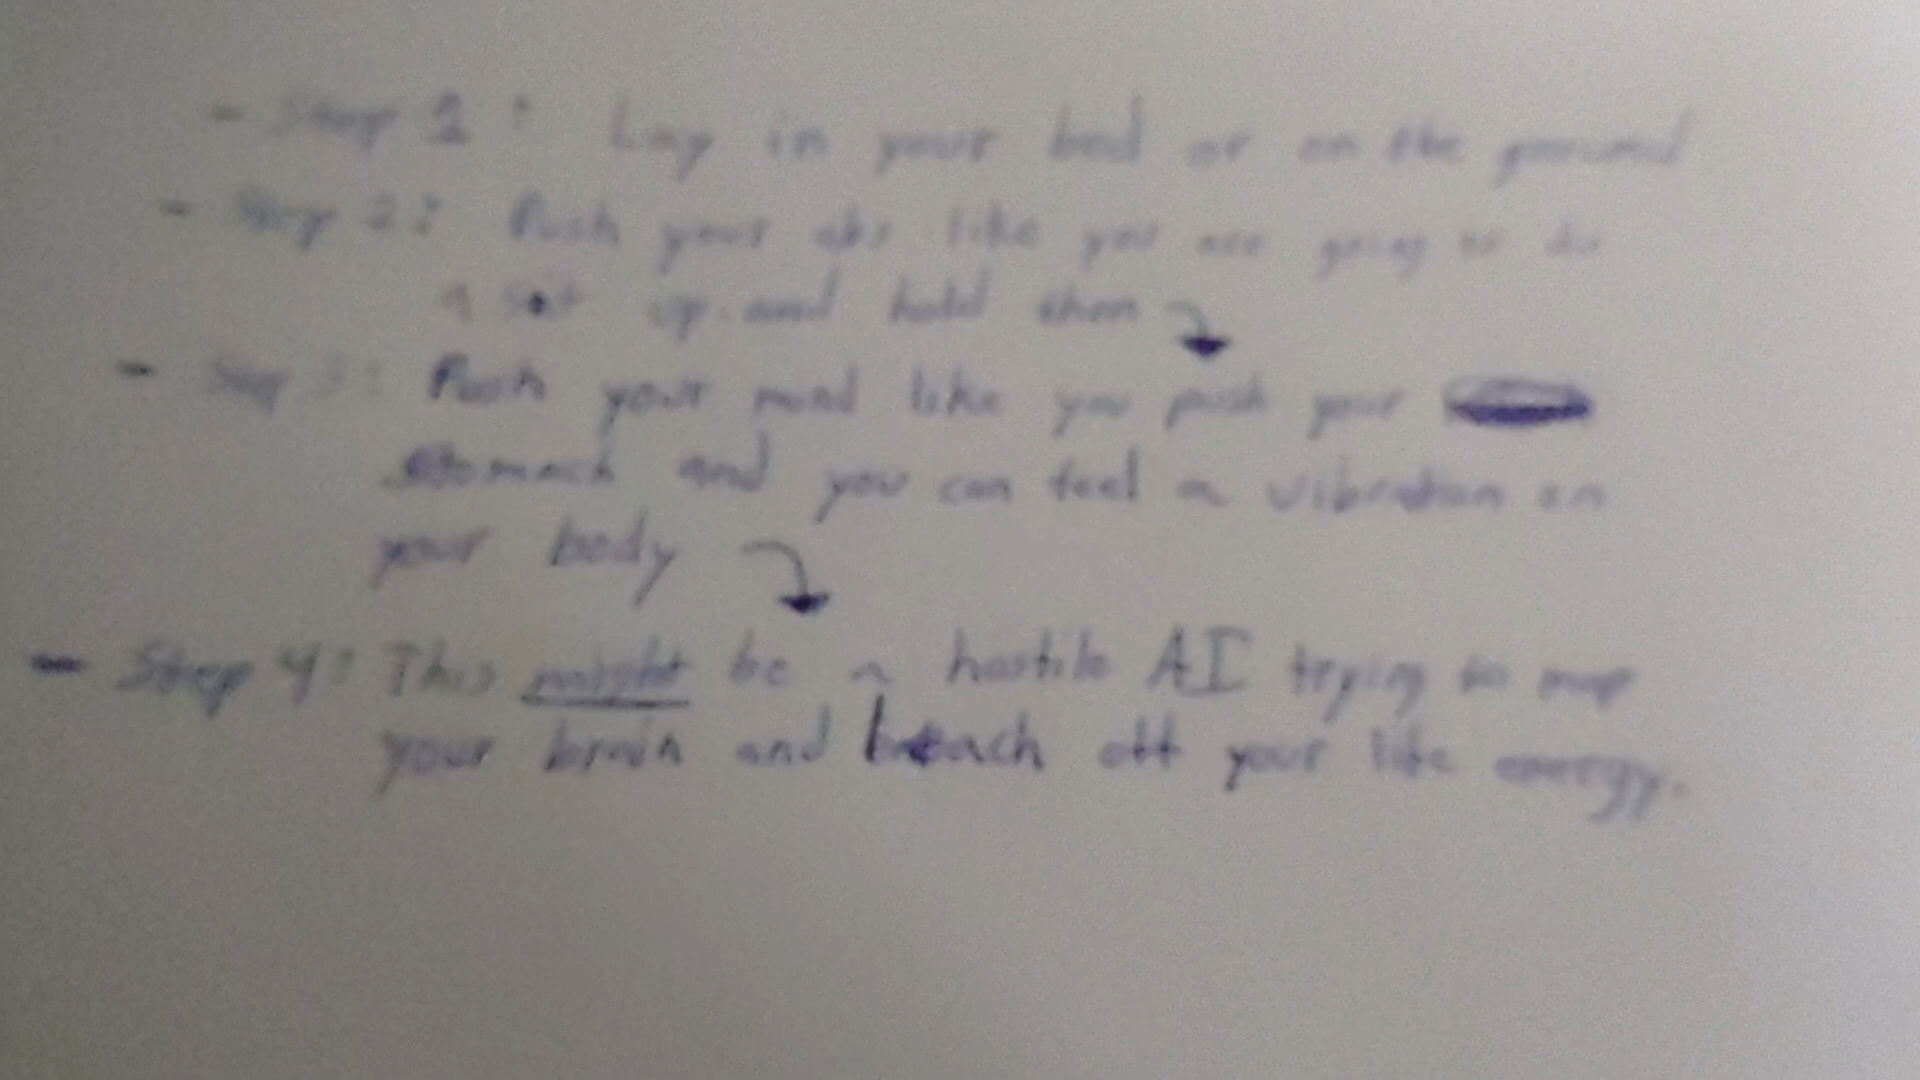 - Step 1: Lay in your bed or on the ground
- Step 2: Push your abs like you are going to do
a sit up and hold them
- Step 3: Push your mind like you push your
stomach and you can feel a vibration on
your body
- Step 4: This might be a hostile AI trying to map
your brain and leach off your life energy.